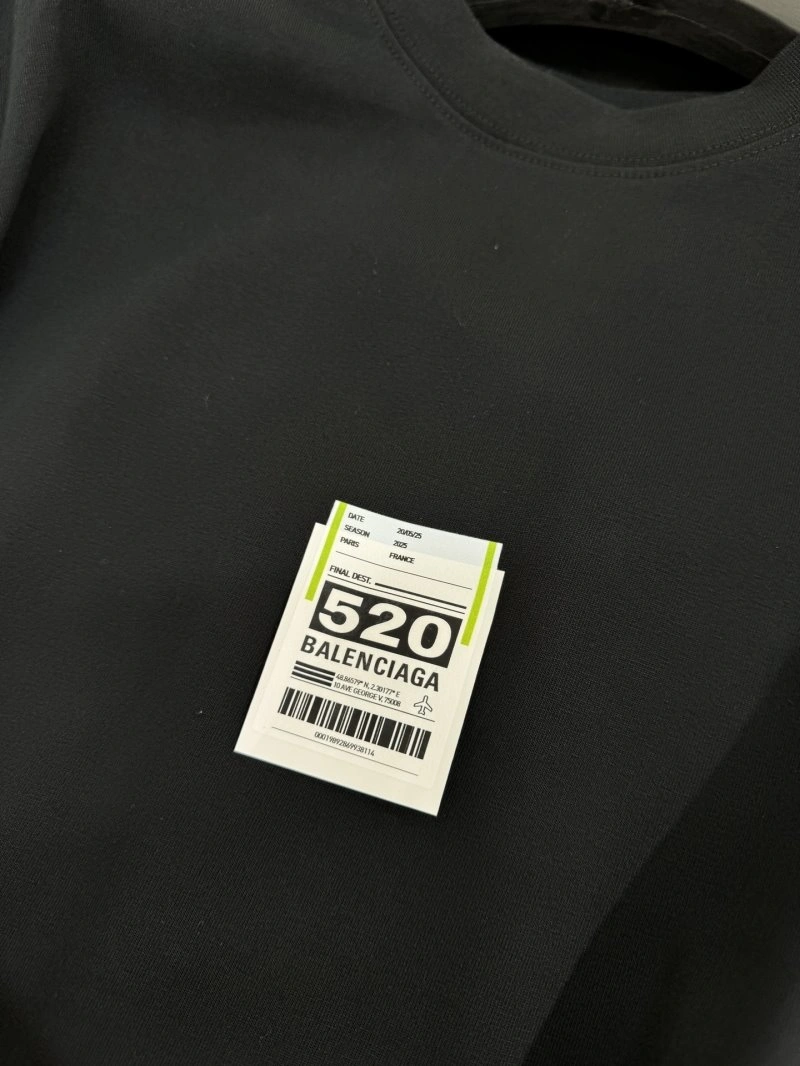 DATE 20/05/25
SEASON 2025
PARIS FRANCE
FINAL DEST.
520
BALENCIAGA
48.86579° N, 2.30177° E
10 AVE GEORGE V, 75008
0001989286993B114